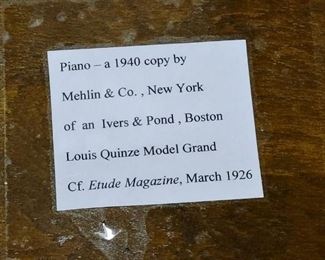 Piano – a 1940 copy by
Mehlin & Co. , New York
of  an  Ivers & Pond , Boston
Louis Quinze Model Grand
Cf. Etude Magazine, March 1926